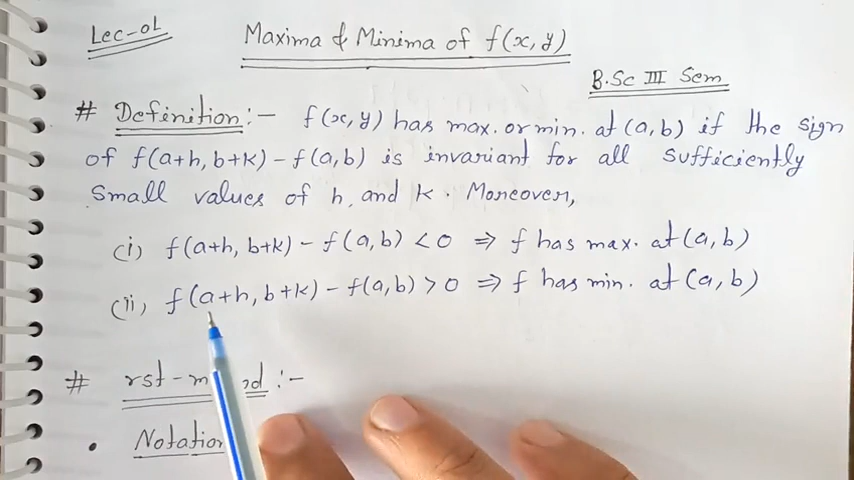 Lec-01
Maxima & Minima of f(x, y)
B.Sc III Sem
# Definition :- f(x, y) has max. or min. at (a, b) if the sign
of f(a+h, b+k) - f(a, b) is invariant for all sufficiently
small values of h and k. Moreover,
(i) f(a+h, b+k) - f(a, b) < 0 ⇒ f has max. at (a, b)
(ii) f(a+h, b+k) - f(a, b) > 0 ⇒ f has min. at (a, b)
# rst- :-
• Notation